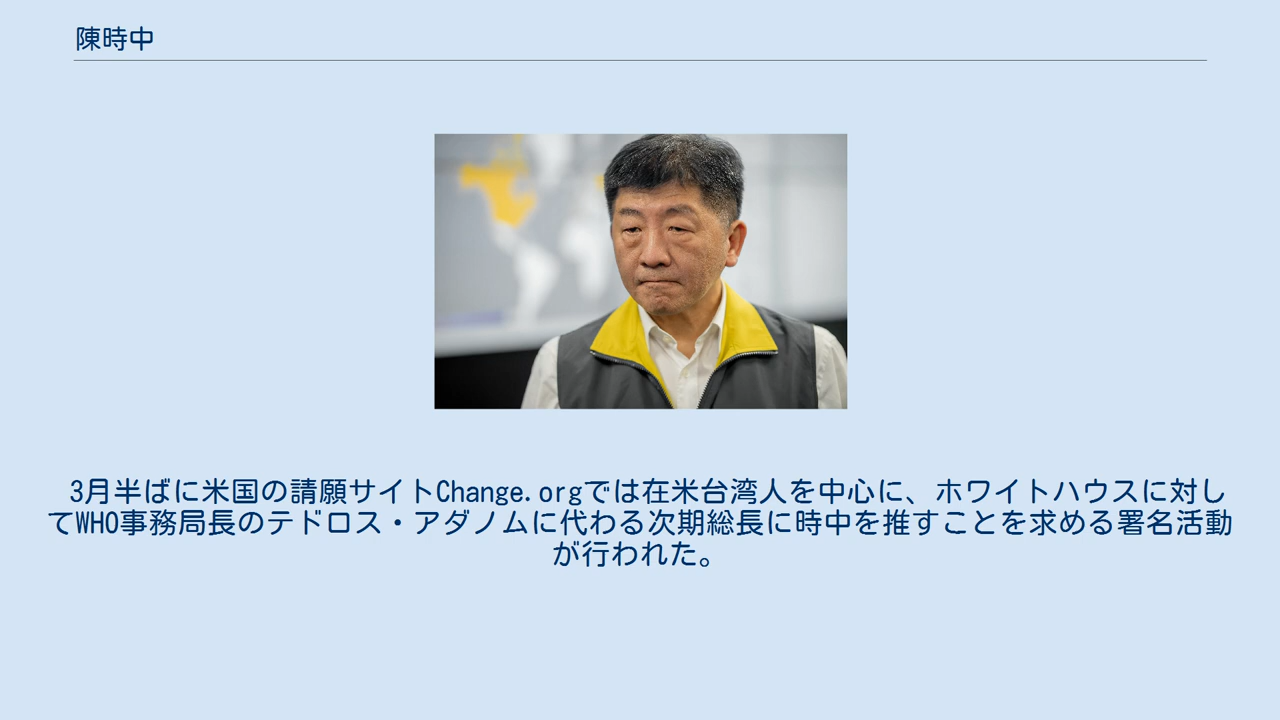 陳時中
3月半ばに米国の請願サイトChange.orgでは在米台湾人を中心に、ホワイトハウスに対し
てWHO事務局長のテドロス・アダノムに代わる次期総長に時中を推すことを求める署名活動
が行われた。